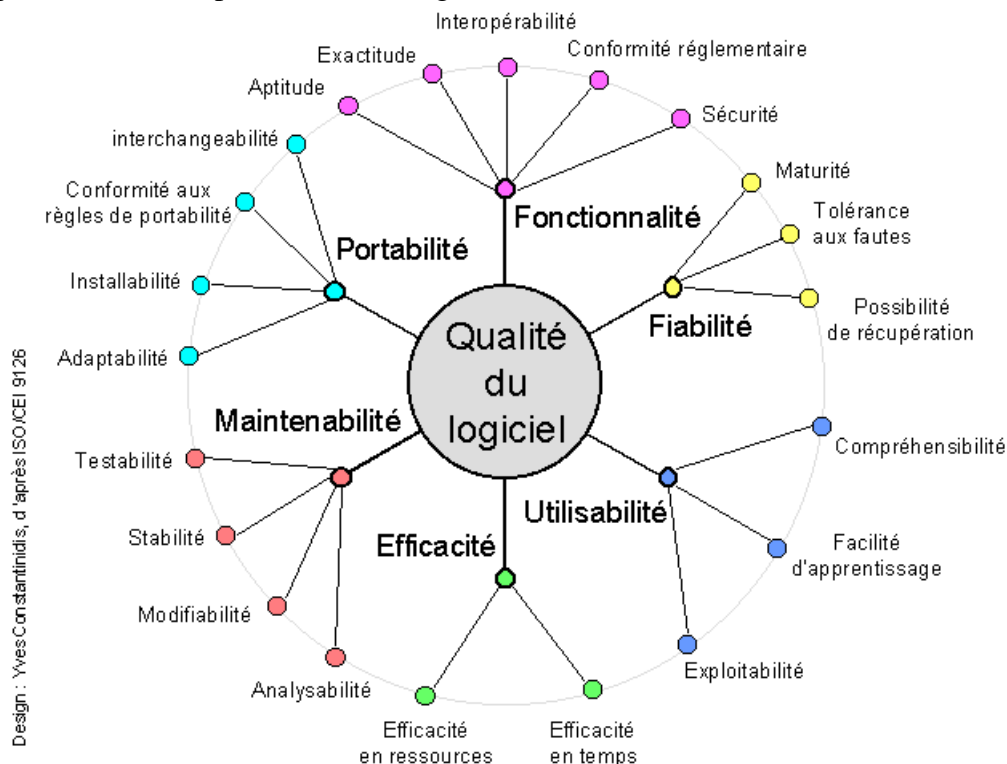 Interopérabilité
Exactitude
Conformité réglementaire
Aptitude
Sécurité
interchangeabilité
Maturité
Conformité aux
règles de portabilité
Fonctionnalité
Tolérance
aux fautes
Portabilité
Installabilité
Fiabilité
Possibilité
de récupération
Qualité
du
logiciel
Adaptabilité
Maintenabilité
Compréhensibilité
Testabilité
Utilisabilité
Stabilité
Efficacité
Facilité
d'apprentissage
Modifiabilité
Exploitabilité
Analysabilité
Efficacité
en ressources
Efficacité
en temps
Design : YvesConstantinidis, d'après ISO/CEI 9126